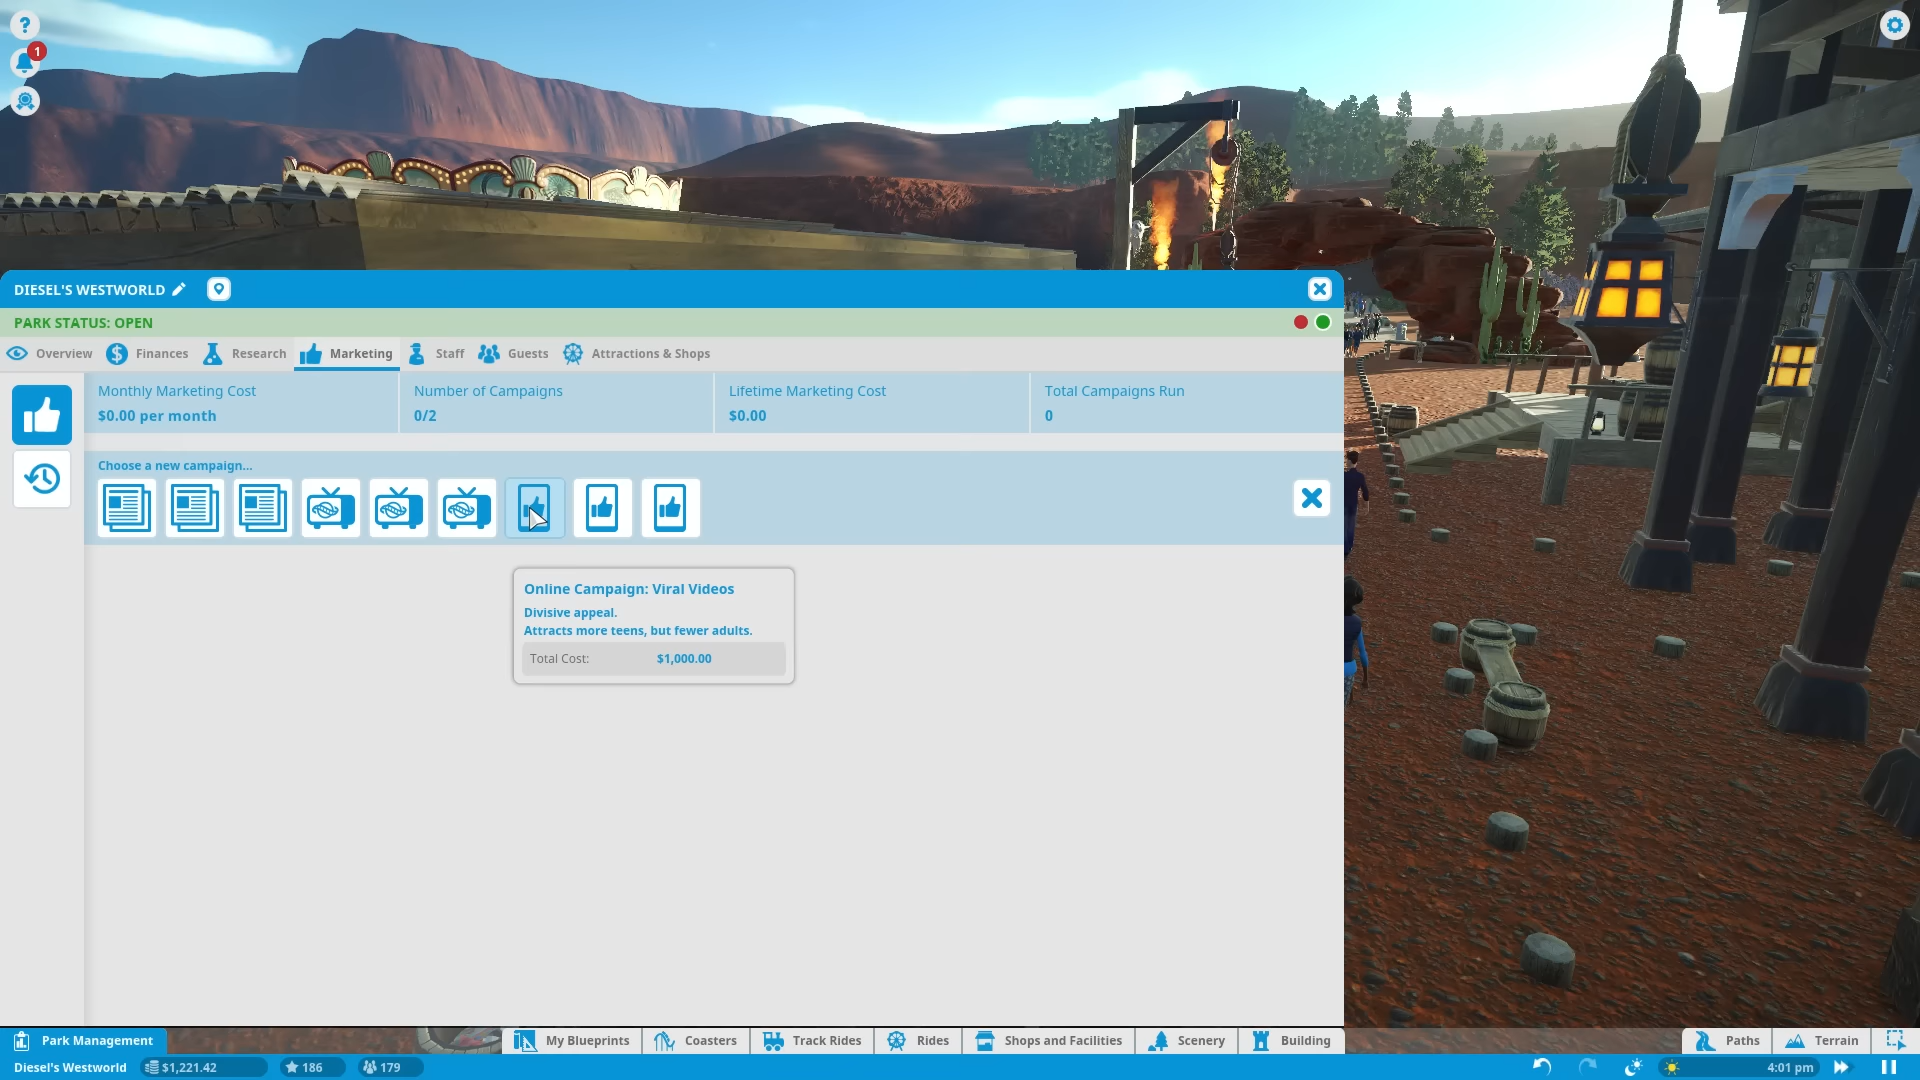 ?
1
DIESEL'S WESTWORLD
PARK STATUS: OPEN
Overview
Finances
Research
Marketing
Staff
Guests
Attractions & Shops
Monthly Marketing Cost
$0.00 per month
Number of Campaigns
0/2
Lifetime Marketing Cost
$0.00
Total Campaigns Run
0
Choose a new campaign...
Online Campaign: Viral Videos
Divisive appeal.
Attracts more teens, but fewer adults.
Total Cost: $1,000.00
Park Management
My Blueprints
Coasters
Track Rides
Rides
Shops and Facilities
Scenery
Building
Paths
Terrain
Diesel's Westworld
$1,221.42
186
179
4:01 pm